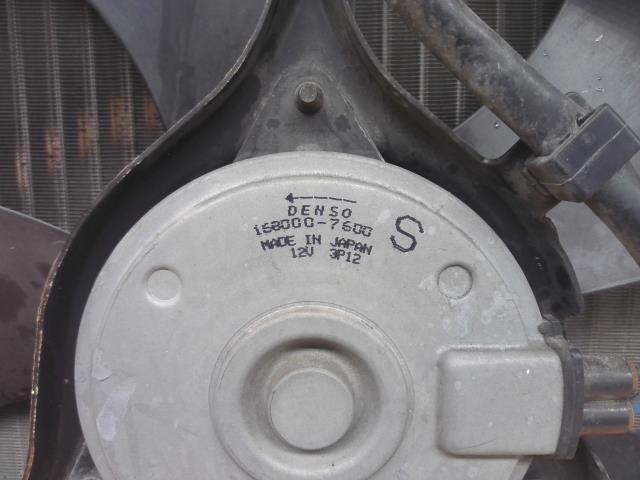 DENSO
168000-7600
MADE IN JAPAN
12V 3P12
S